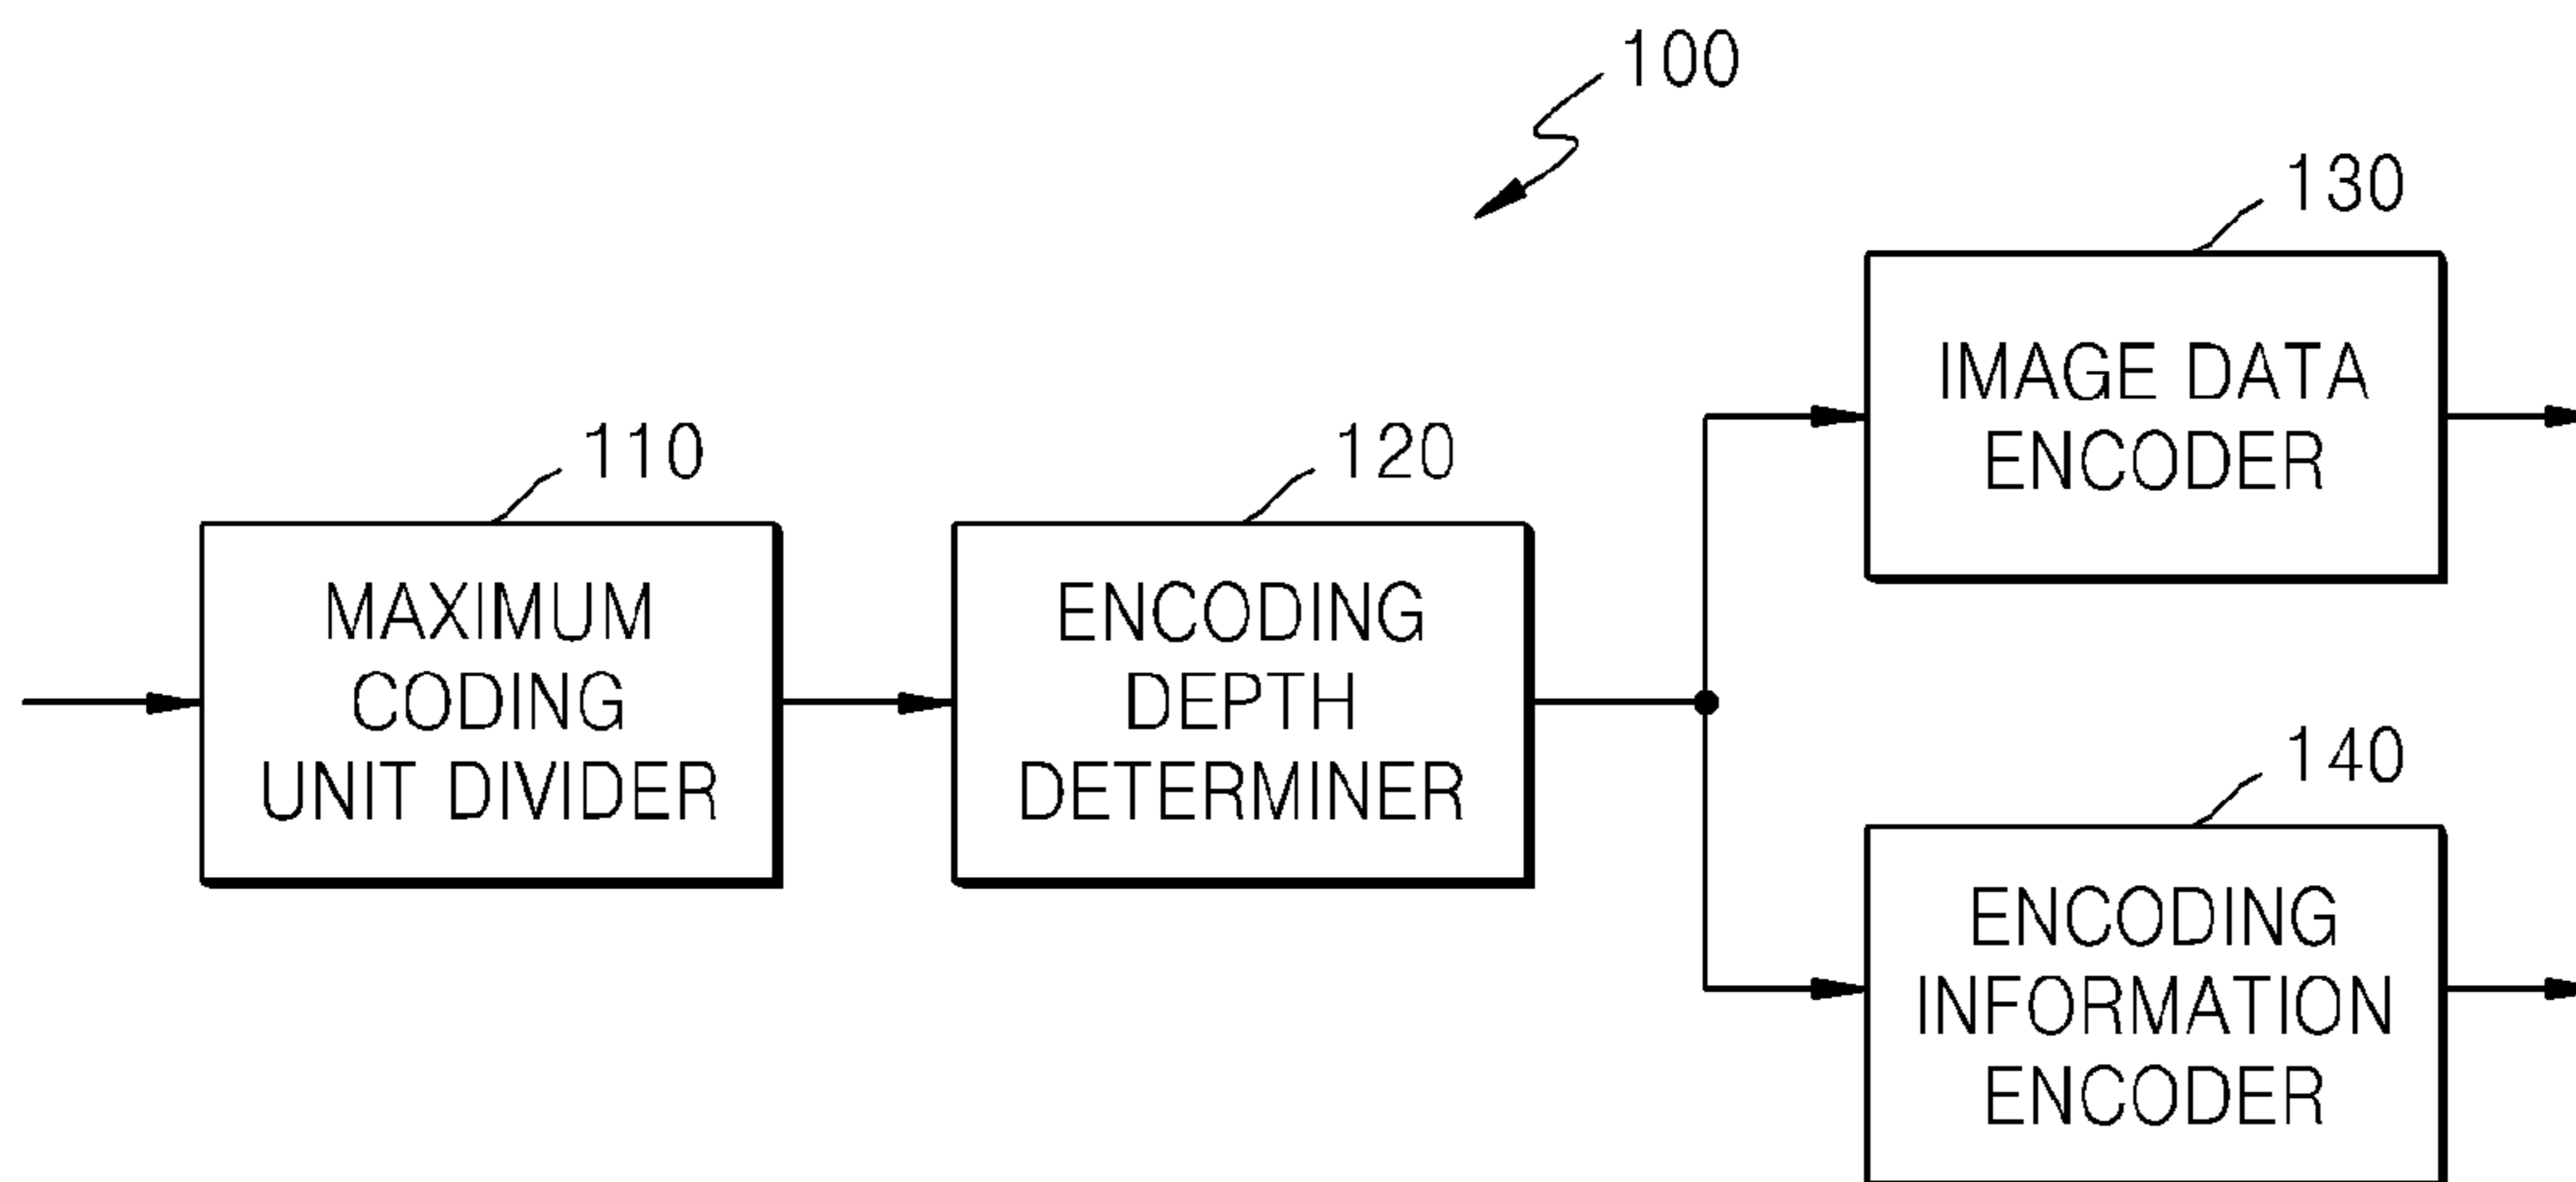 100
130
IMAGE DATA
ENCODER
110
MAXIMUM
CODING
UNIT DIVIDER
120
ENCODING
DEPTH
DETERMINER
140
ENCODING
INFORMATION
ENCODER